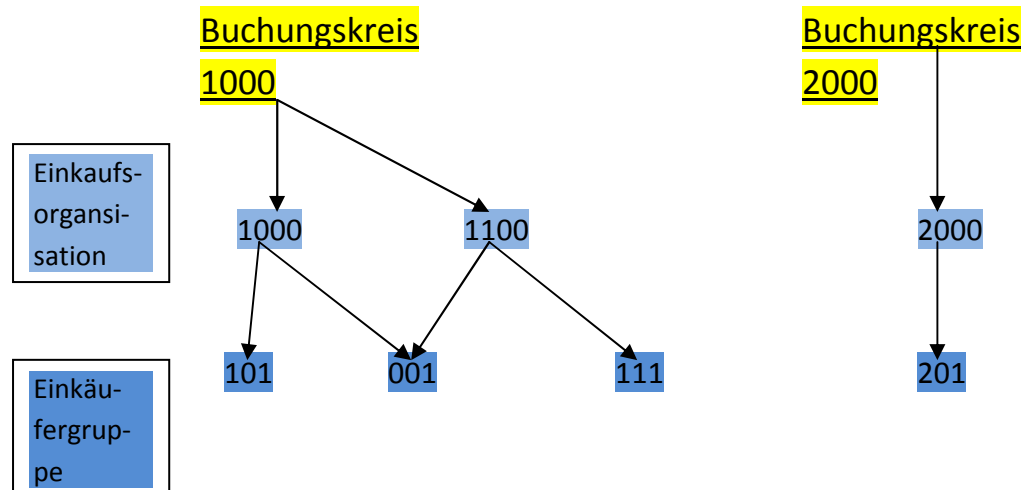 Buchungskreis
1000
Buchungskreis
2000
Einkaufs-
organsi-
sation
1000
1100
2000
Einkäu-
fergrup-
pe
101
001
111
201